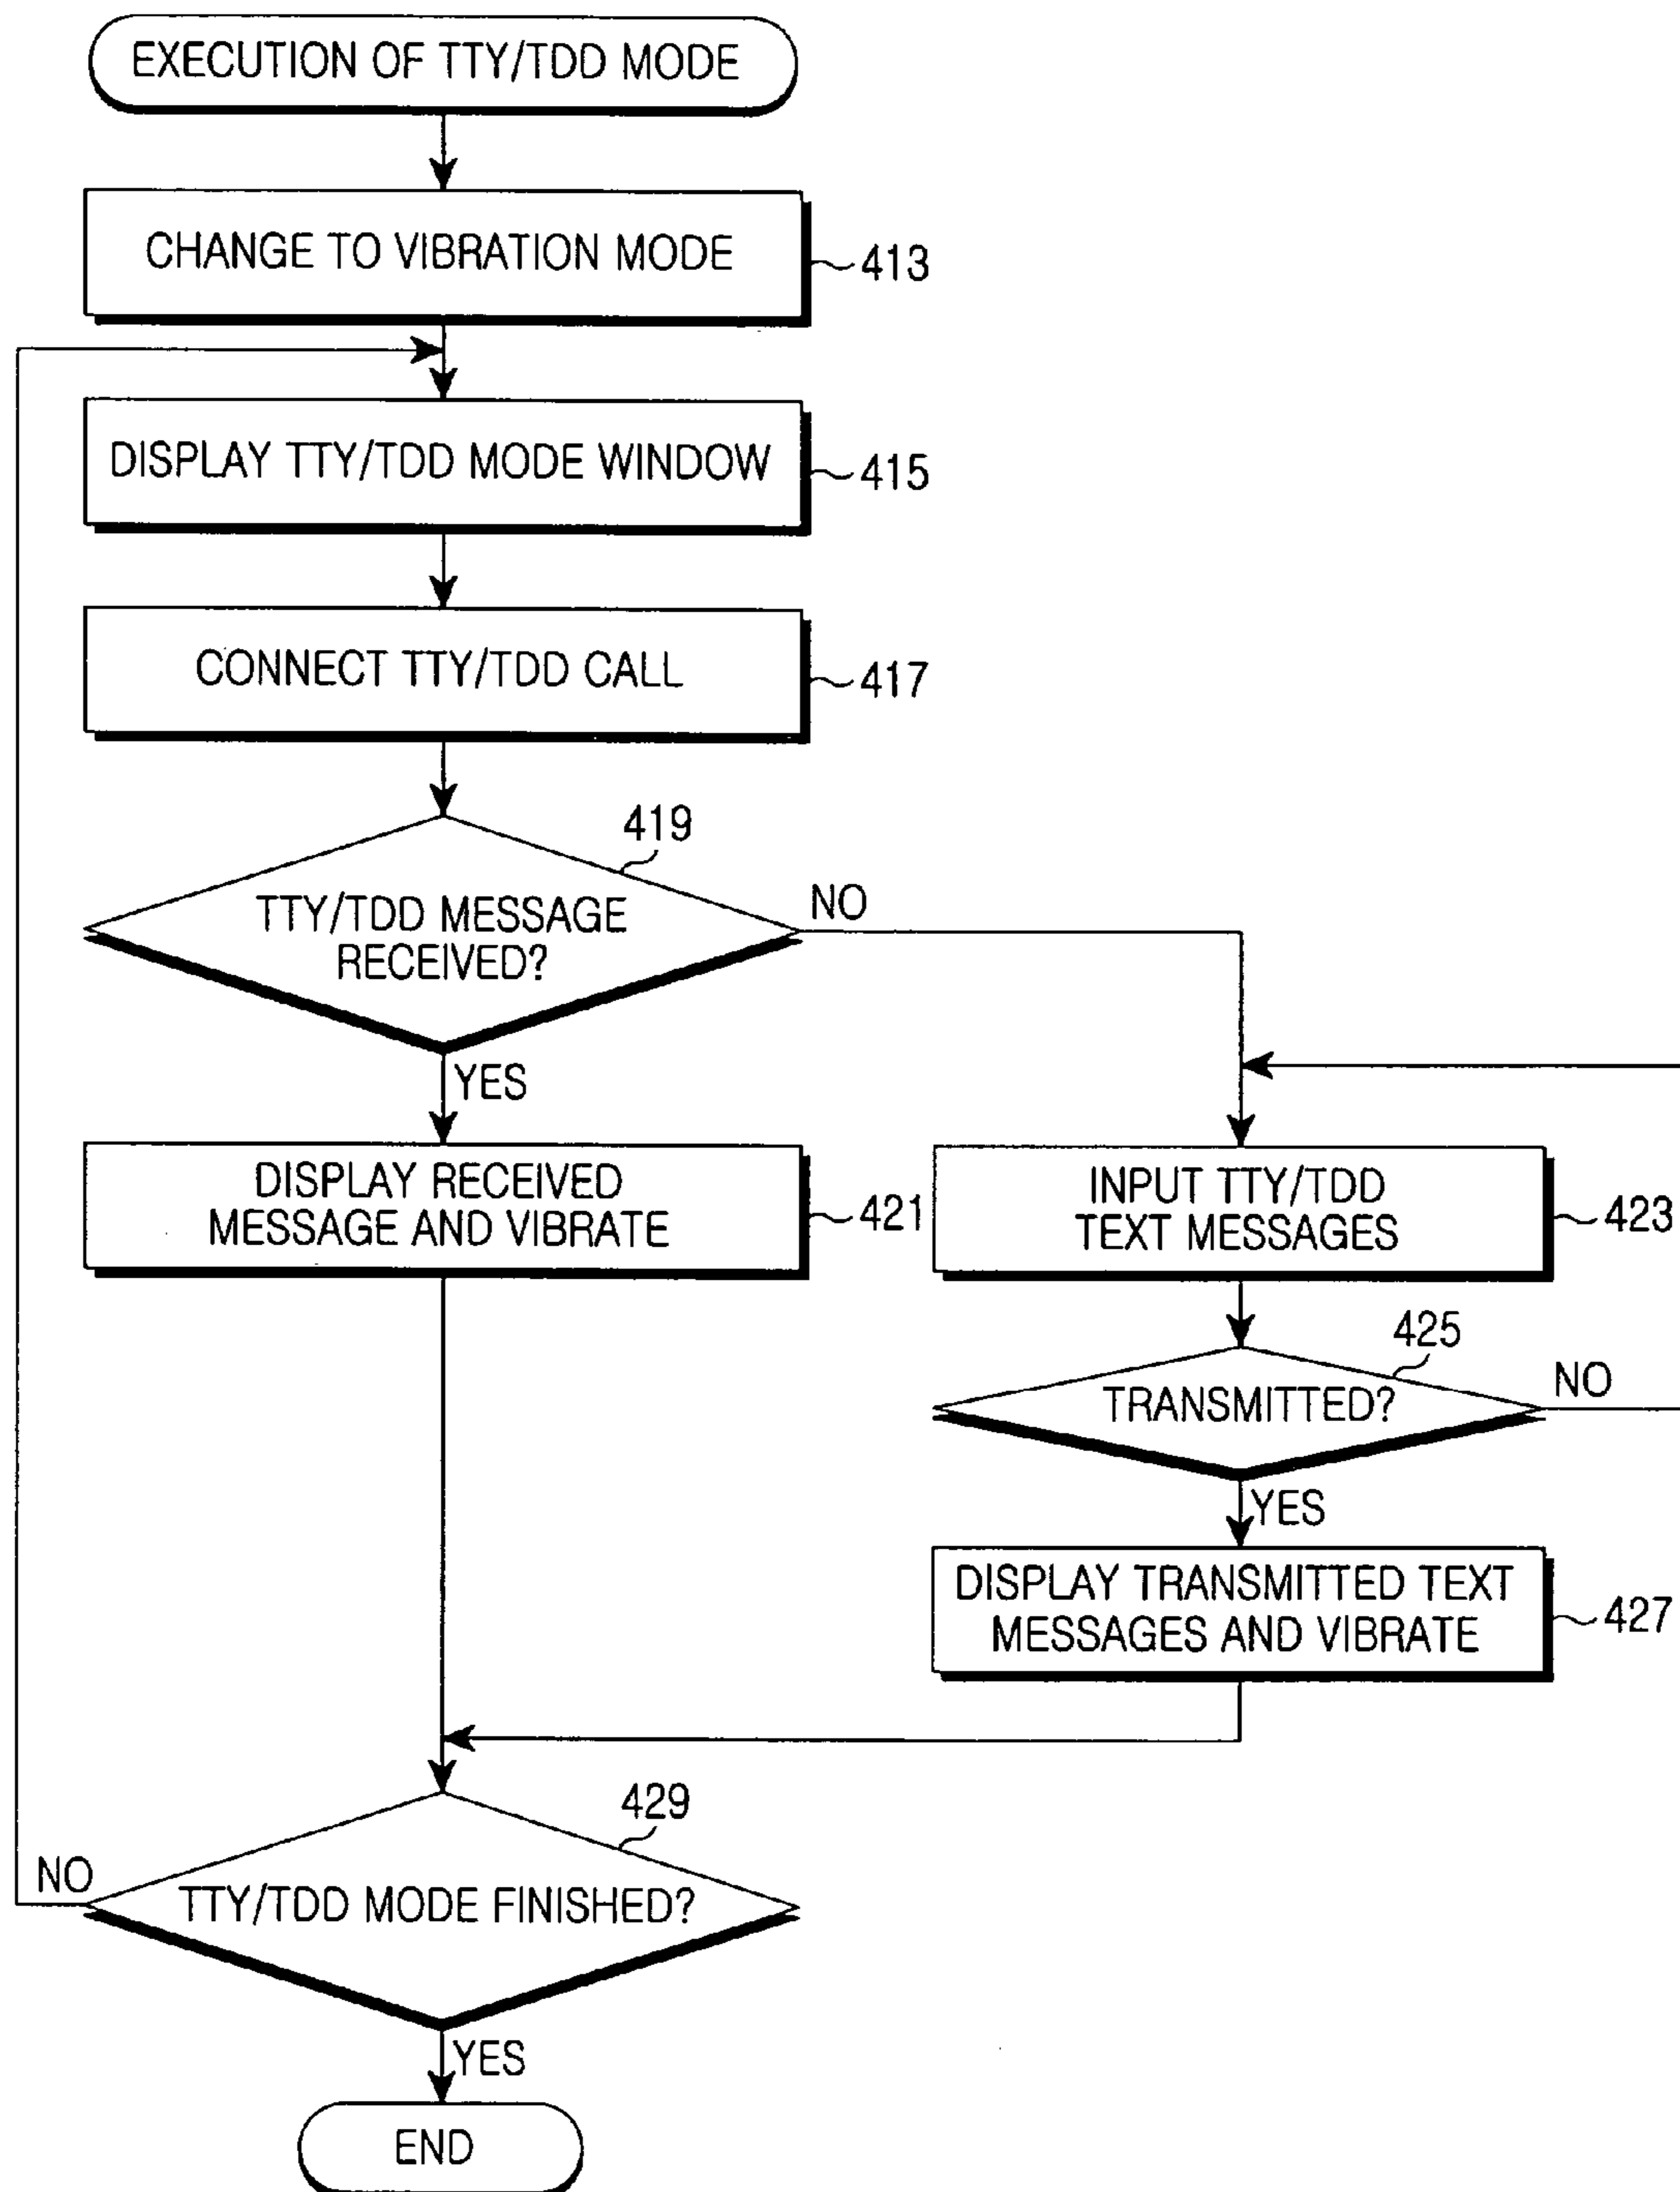 EXECUTION OF TTY/TDD MODE
CHANGE TO VIBRATION MODE
413
DISPLAY TTY/TDD MODE WINDOW
415
CONNECT TTY/TDD CALL
417
419
TTY/TDD MESSAGE
RECEIVED?
NO
YES
DISPLAY RECEIVED
MESSAGE AND VIBRATE
421
INPUT TTY/TDD
TEXT MESSAGES
423
425
TRANSMITTED?
NO
YES
DISPLAY TRANSMITTED TEXT
MESSAGES AND VIBRATE
427
429
TTY/TDD MODE FINISHED?
NO
YES
END